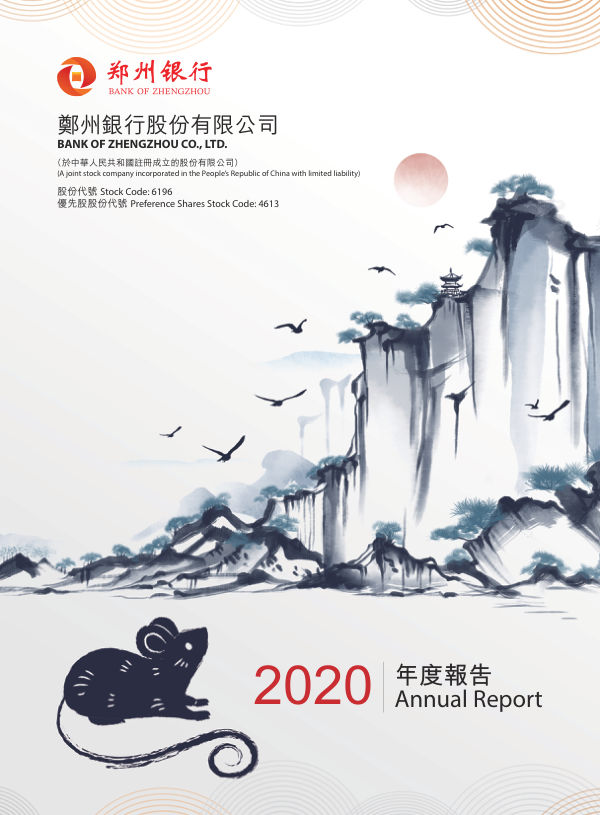 郑州银行
BANK OF ZHENGZHOU
鄭州銀行股份有限公司
BANK OF ZHENGZHOU CO., LTD.
（於中華人民共和國註冊成立的股份有限公司）
(A joint stock company incorporated in the People's Republic of China with limited liability)
股份代號 Stock Code: 6196
優先股股份代號 Preference Shares Stock Code: 4613
2020 年度報告
Annual Report